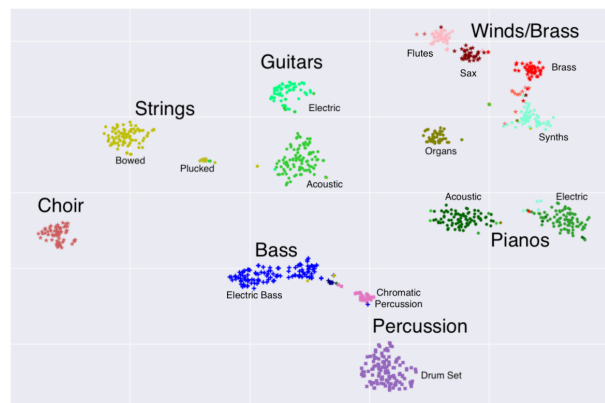 Winds/Brass
Flutes
Sax
Brass
Guitars
Electric
Strings
Bowed
Plucked
Acoustic
Organs
Synths
Choir
Acoustic
Electric
Pianos
Bass
Electric Bass
Chromatic
Percussion
Percussion
Drum Set